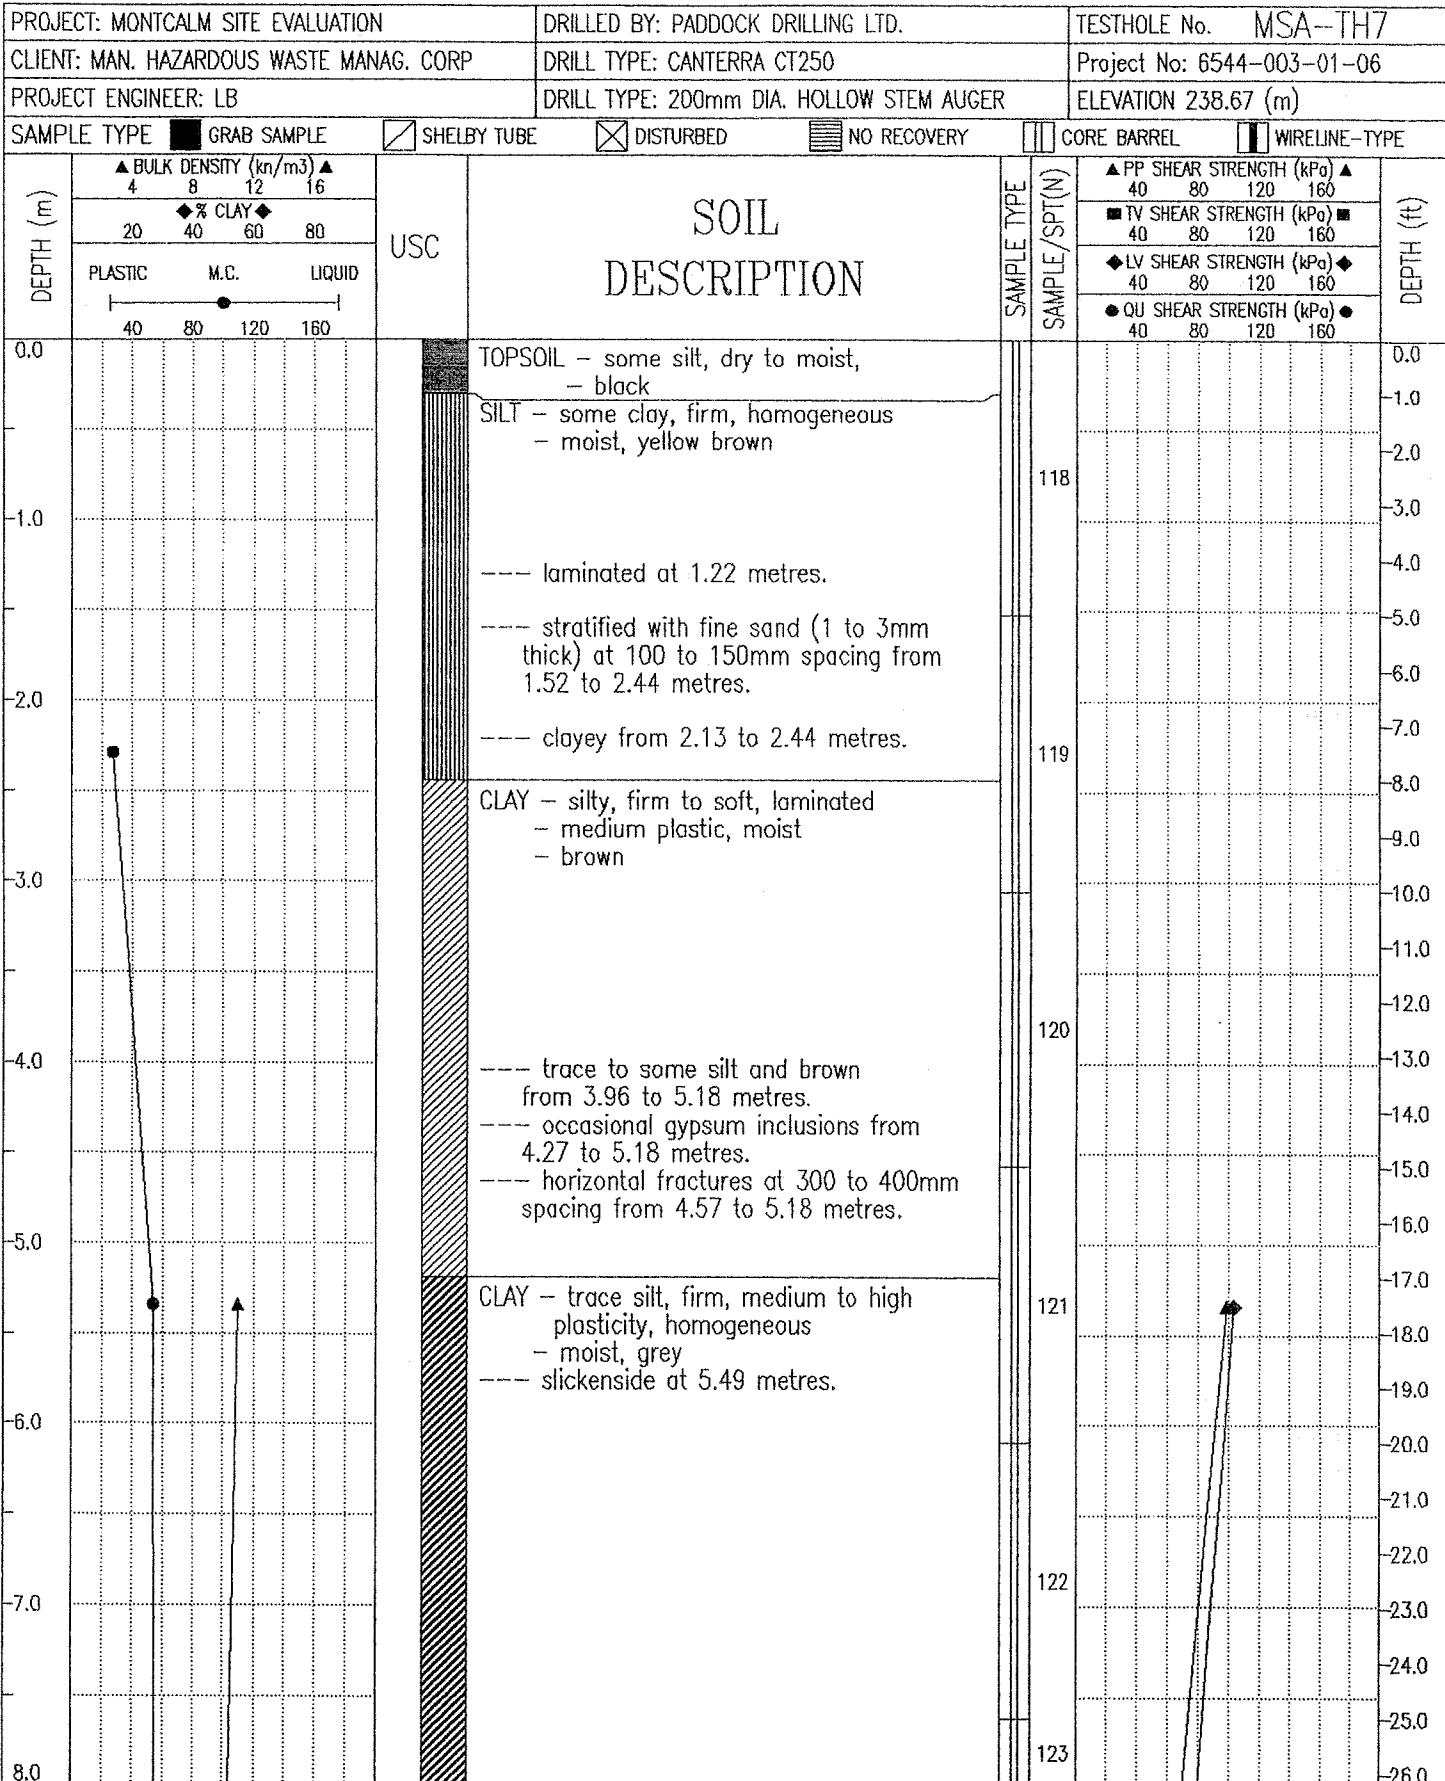 PROJECT: MONTCALM SITE EVALUATION
DRILLED BY: PADDOCK DRILLING LTD.
TESTHOLE No. MSA-TH7
CLIENT: MAN. HAZARDOUS WASTE MANAG. CORP
DRILL TYPE: CANTERRA CT250
Project No: 6544-003-01-06
PROJECT ENGINEER: LB
DRILL TYPE: 200mm DIA. HOLLOW STEM AUGER
ELEVATION 238.67 (m)
SAMPLE TYPE GRAB SAMPLE SHELBY TUBE DISTURBED NO RECOVERY CORE BARREL WIRELINE-TYPE
DEPTH (m)
▲ BULK DENSITY (kn/m3) ▲
4 8 12 16
◆ % CLAY ◆
20 40 60 80
PLASTIC M.C. LIQUID
40 80 120 160
USC
SOIL
DESCRIPTION
SAMPLE TYPE
SAMPLE/SPT(N)
▲ PP SHEAR STRENGTH (kPa) ▲
40 80 120 160
■ TV SHEAR STRENGTH (kPa) ■
40 80 120 160
◆ LV SHEAR STRENGTH (kPa) ◆
40 80 120 160
● QU SHEAR STRENGTH (kPa) ●
40 80 120 160
DEPTH (ft)
0.0
-1.0
-2.0
-3.0
-4.0
-5.0
-6.0
-7.0
8.0
TOPSOIL - some silt, dry to moist,
- black
SILT - some clay, firm, homogeneous
- moist, yellow brown
--- laminated at 1.22 metres.
--- stratified with fine sand (1 to 3mm
thick) at 100 to 150mm spacing from
1.52 to 2.44 metres.
--- clayey from 2.13 to 2.44 metres.
CLAY - silty, firm to soft, laminated
- medium plastic, moist
- brown
--- trace to some silt and brown
from 3.96 to 5.18 metres.
--- occasional gypsum inclusions from
4.27 to 5.18 metres.
--- horizontal fractures at 300 to 400mm
spacing from 4.57 to 5.18 metres.
CLAY - trace silt, firm, medium to high
plasticity, homogeneous
- moist, grey
--- slickenside at 5.49 metres.
118
119
120
121
122
123
0.0
-1.0
-2.0
-3.0
-4.0
-5.0
-6.0
-7.0
-8.0
-9.0
-10.0
-11.0
-12.0
-13.0
-14.0
-15.0
-16.0
-17.0
-18.0
-19.0
-20.0
-21.0
-22.0
-23.0
-24.0
-25.0
-26.0